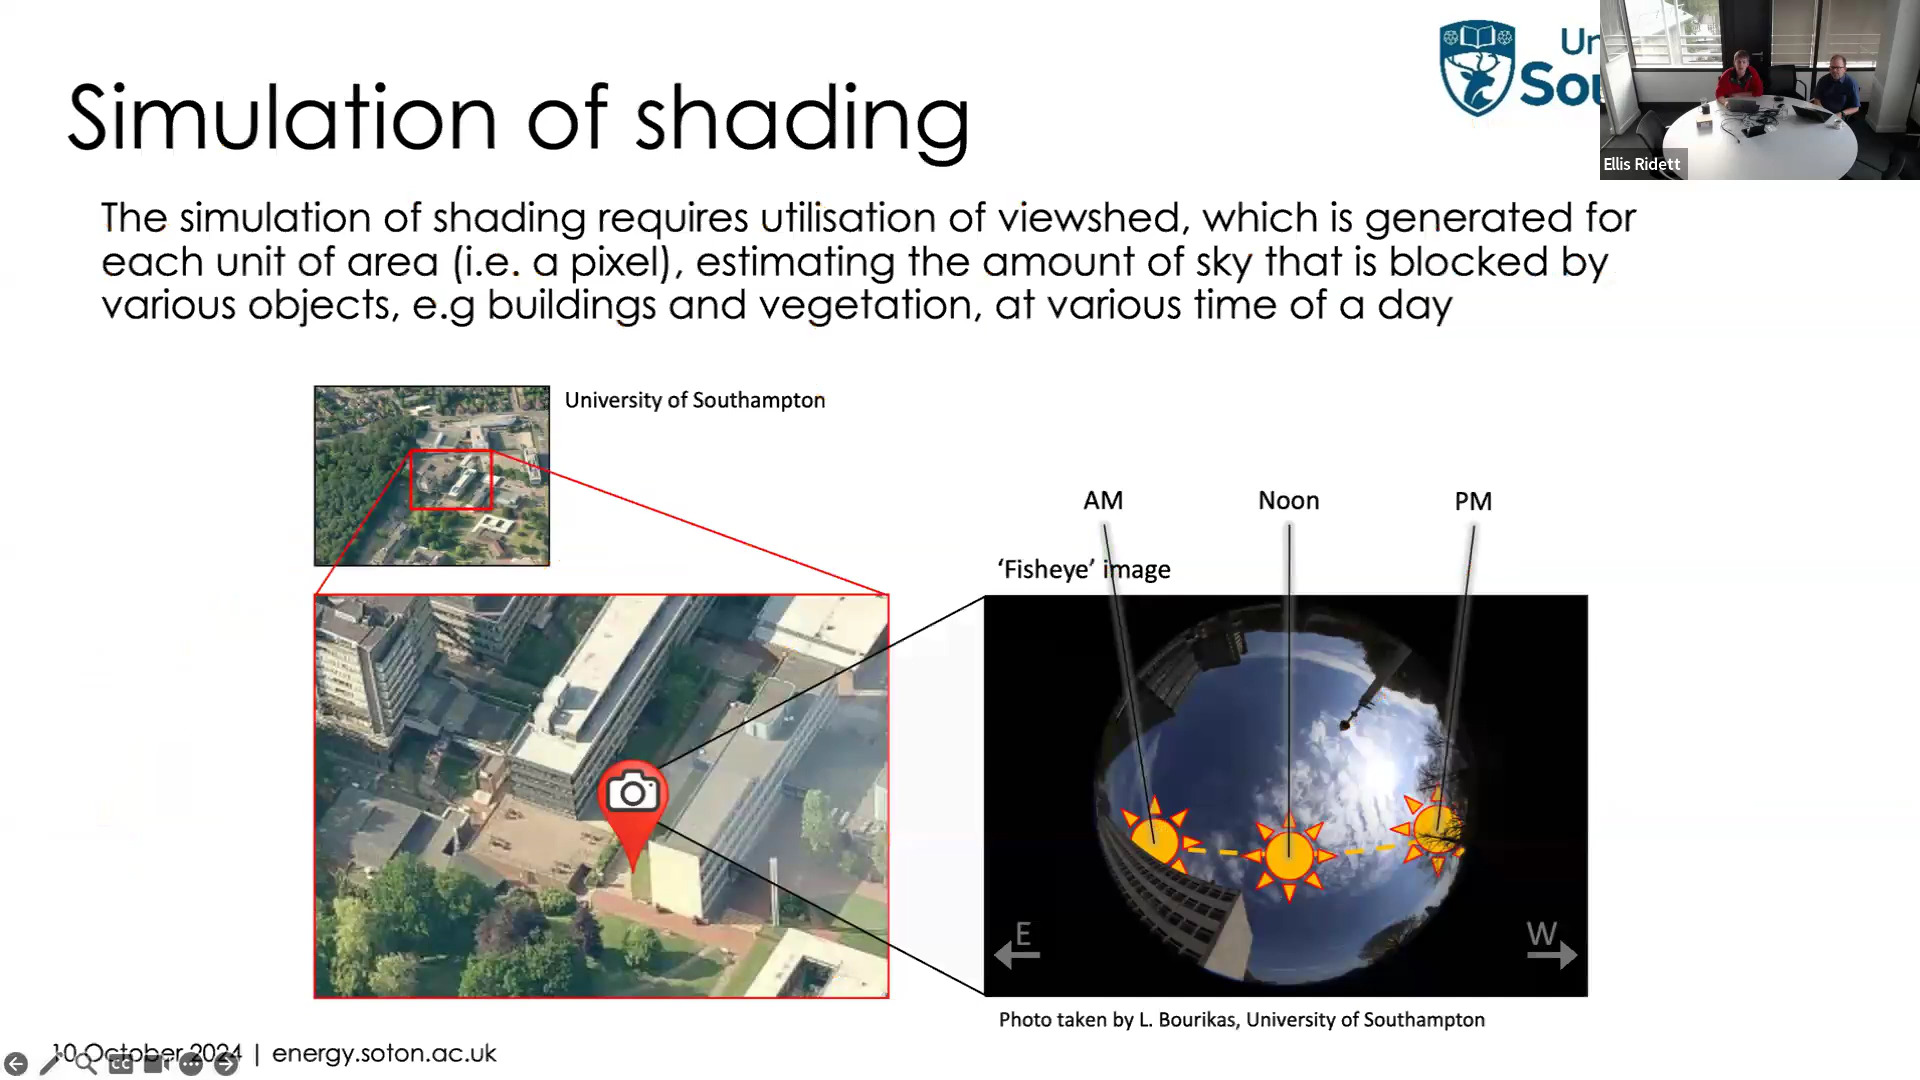 Simulation of shading
Un
Sou
Ellis Ridett
The simulation of shading requires utilisation of viewshed, which is generated for
each unit of area (i.e. a pixel), estimating the amount of sky that is blocked by
various objects, e.g buildings and vegetation, at various time of a day
University of Southampton
AM Noon PM
‘Fisheye’ image
E W
Photo taken by L. Bourikas, University of Southampton
10 October 2024 | energy.soton.ac.uk
CC